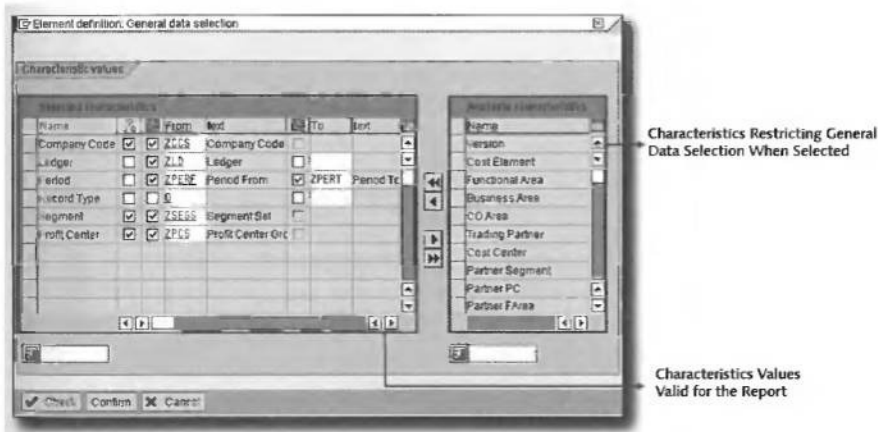 Element definition: General data selection
Characteristic values
Selected characteristics
Available characteristics
Name From text To text
Name
Company Code ZCCS Company Code
Version
Ledger ZLD Ledger
Cost Element
Period ZPERF Period From ZPERT Period To
Functional Area
Record Type 0
Business Area
Segment ZSEGS Segment Set
CO Area
Profit Center ZPCS Profit Center Gr
Trading Partner
Cost Center
Partner Segment
Partner PC
Partner FArea
Check Confirm Cancel
Characteristics Restricting General
Data Selection When Selected
Characteristics Values
Valid for the Report